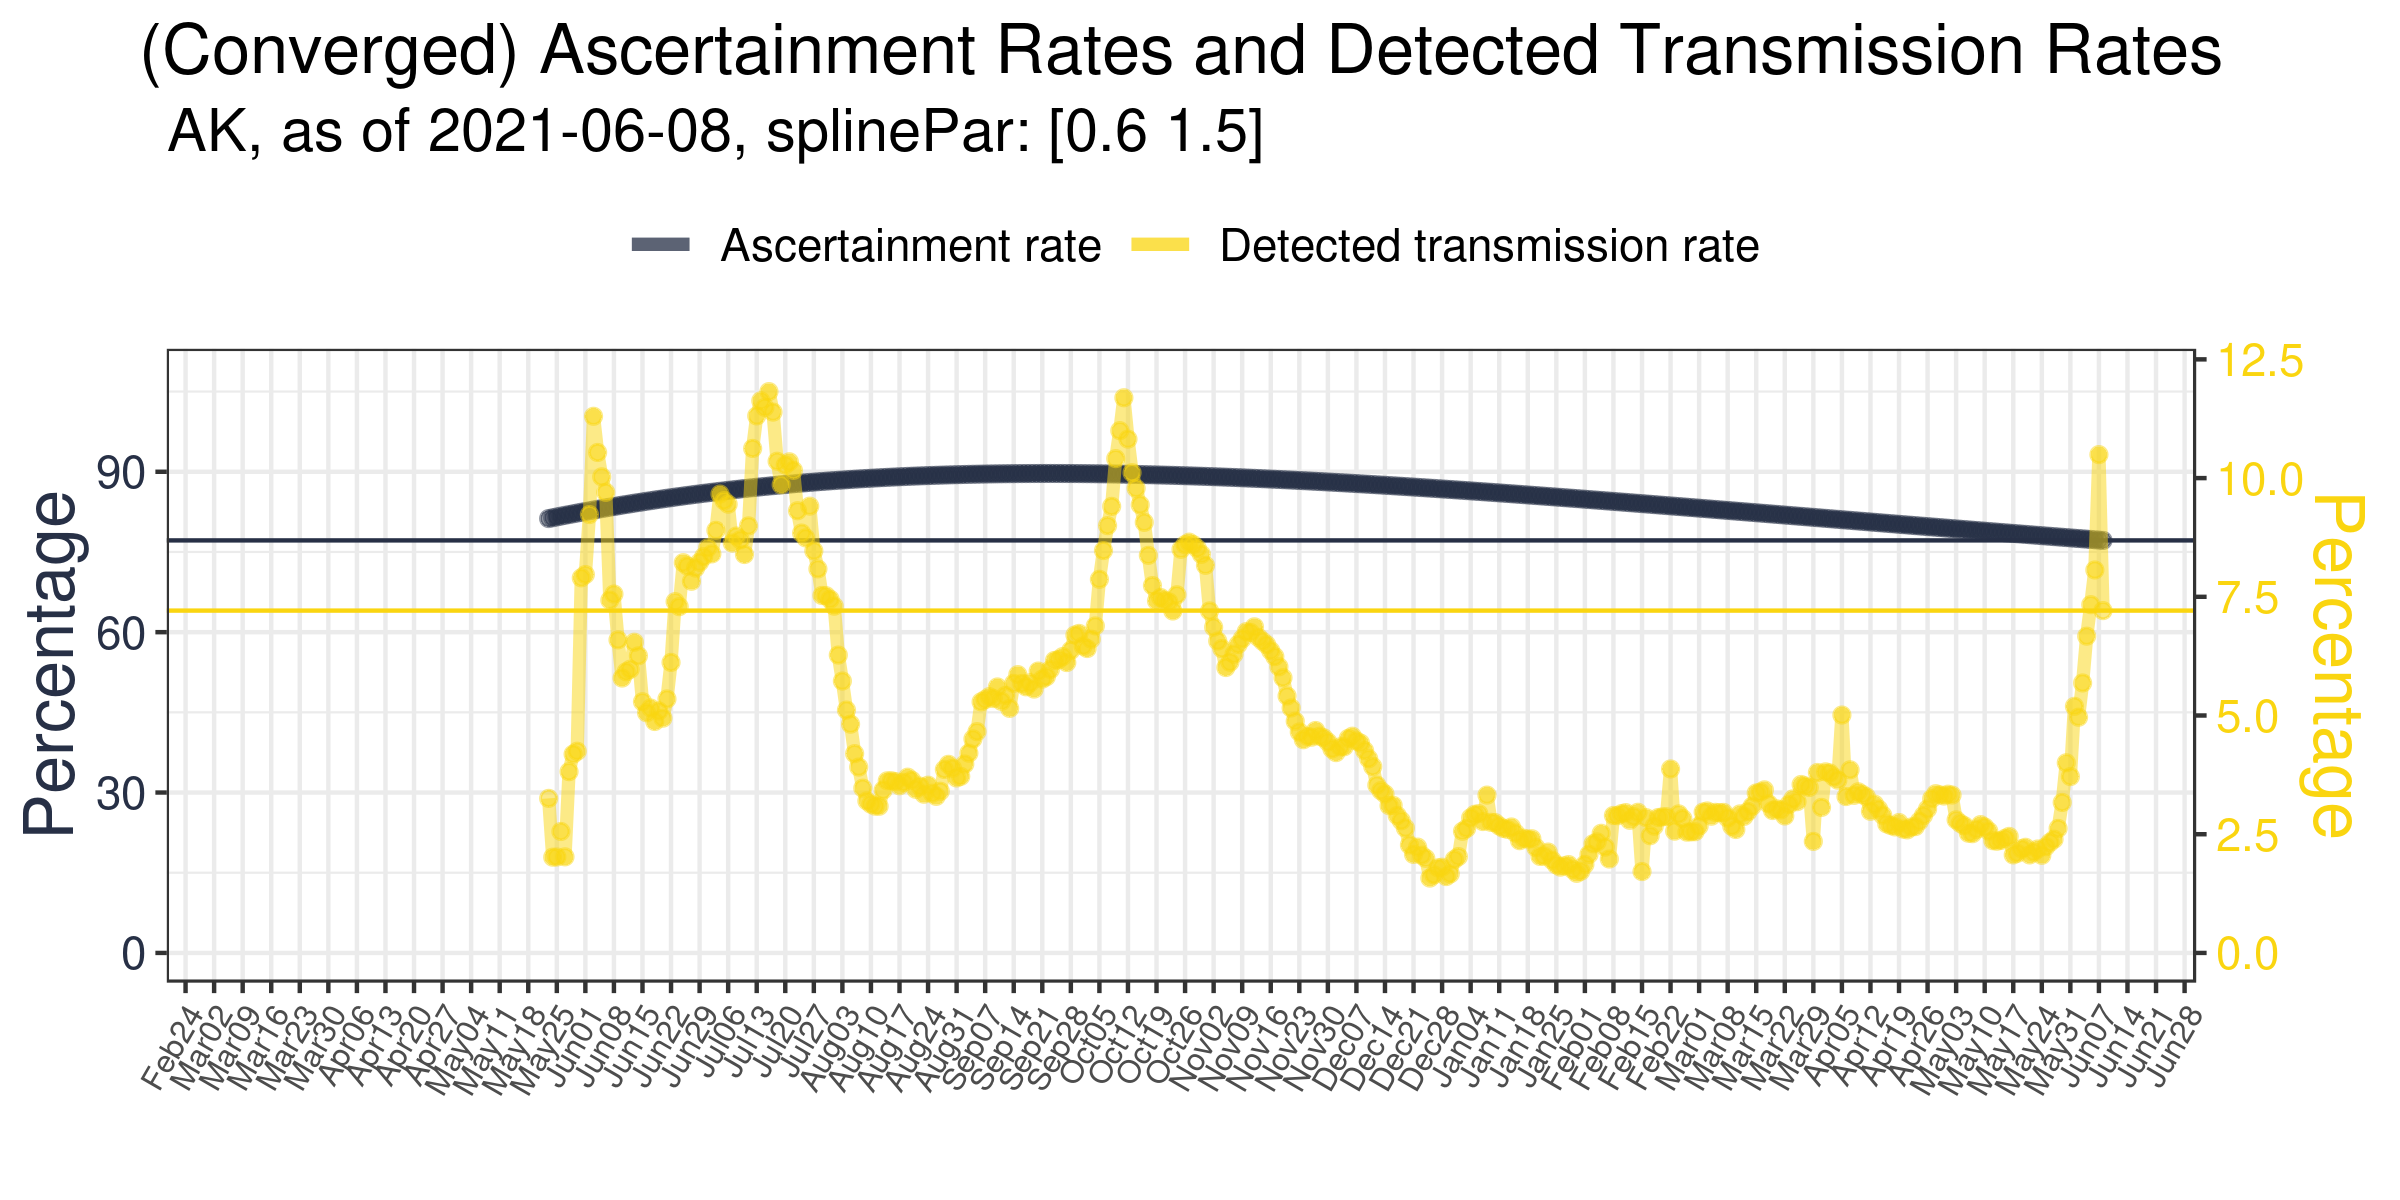 (Converged) Ascertainment Rates and Detected Transmission Rates
AK, as of 2021-06-08, splinePar: [0.6 1.5]
Ascertainment rate
Detected transmission rate
Percentage
90
60
30
0
12.5
10.0
7.5
5.0
2.5
0.0
Percentage
Feb24
Mar02
Mar09
Mar16
Mar23
Mar30
Apr06
Apr13
Apr20
Apr27
May04
May11
May18
May25
Jun01
Jun08
Jun15
Jun22
Jun29
Jul06
Jul13
Jul20
Jul27
Aug03
Aug10
Aug17
Aug24
Aug31
Sep07
Sep14
Sep21
Sep28
Oct05
Oct12
Oct19
Oct26
Nov02
Nov09
Nov16
Nov23
Nov30
Dec07
Dec14
Dec21
Dec28
Jan04
Jan11
Jan18
Jan25
Feb01
Feb08
Feb15
Feb22
Mar01
Mar08
Mar15
Mar22
Mar29
Apr05
Apr12
Apr19
Apr26
May03
May10
May17
May24
May31
Jun07
Jun14
Jun21
Jun28